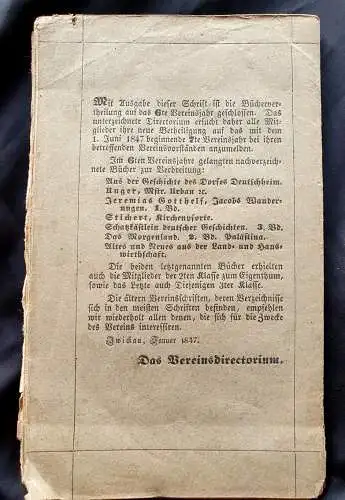 Mit Ausgabe dieser Schrift ist die Bücherver-
theilung auf das 6te Vereinsjahr geschlossen. Das
unterzeichnete Directorium ersucht daher alle Mit-
glieder ihre neue Betheiligung auf das mit dem
1. Juni 1847 beginnende 7te Vereinsjahr bei ihren
betreffenden Vereinsvorständen anzumelden.
Im 6ten Vereinsjahre gelangten nachverzeich-
nete Bücher zur Verbreitung:
Aus der Geschichte des Dorfes Deutschheim.
Unger, Mstr. Urban ꝛc.
Jeremias Gotthelf, Jacobs Wander-
ungen. 1. Bd.
Stichert, Kirchenforte.
Schatzkästlein deutscher Geschichten. 3. Bd.
Das Morgenland. 2. Bd. Palästina.
Altes und Neues aus der Land- und Haus-
wirthschaft.
Die beiden letztgenannten Bücher erhielten
auch die Mitglieder der 2ten Klasse zum Eigenthum,
sowie das Letzte auch Diejenigen 3ter Klasse.
Die ältern Vereinsschriften, deren Verzeichnisse
sich in den meisten Schriften befinden, empfehlen
wir wiederholt allen denen, die sich für die Zwecke
des Vereins interessiren.
Zwickau, Januar 1847.
Das Vereinsdirectorium.